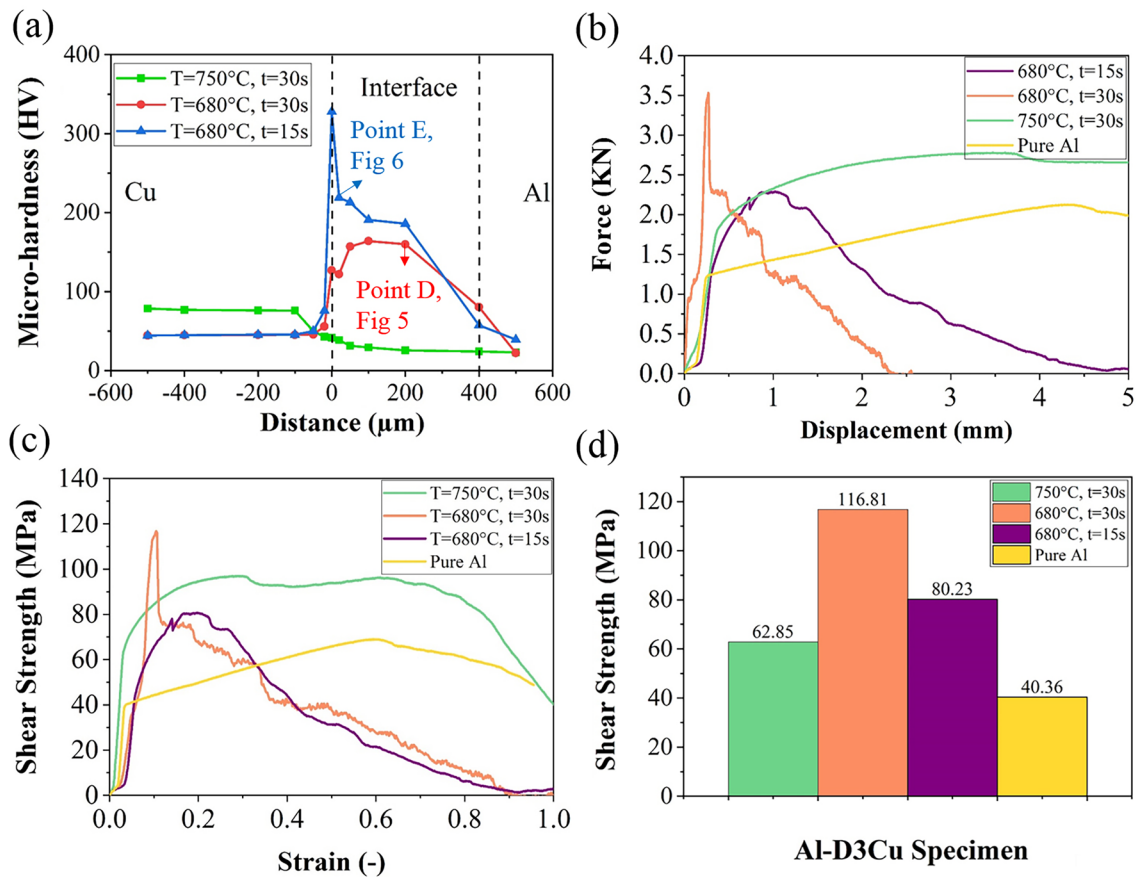 (a)
Micro-hardness (HV)
400
300
200
100
0
T=750°C, t=30s
T=680°C, t=30s
T=680°C, t=15s
Interface
Point E,
Fig 6
Cu
Al
Point D,
Fig 5
-600
-400
-200
0
200
400
600
Distance (µm)
(b)
Force (KN)
4.0
3.5
3.0
2.5
2.0
1.5
1.0
0.5
0.0
680°C, t=15s
680°C, t=30s
750°C, t=30s
Pure Al
0
1
2
3
4
5
Displacement (mm)
(c)
Shear Strength (MPa)
140
120
100
80
60
40
20
0
T=750°C, t=30s
T=680°C, t=30s
T=680°C, t=15s
Pure Al
0.0
0.2
0.4
0.6
0.8
1.0
Strain (-)
(d)
Shear Strength (MPa)
120
100
80
60
40
20
0
750°C, t=30s
680°C, t=30s
680°C, t=15s
Pure Al
62.85
116.81
80.23
40.36
Al-D3Cu Specimen